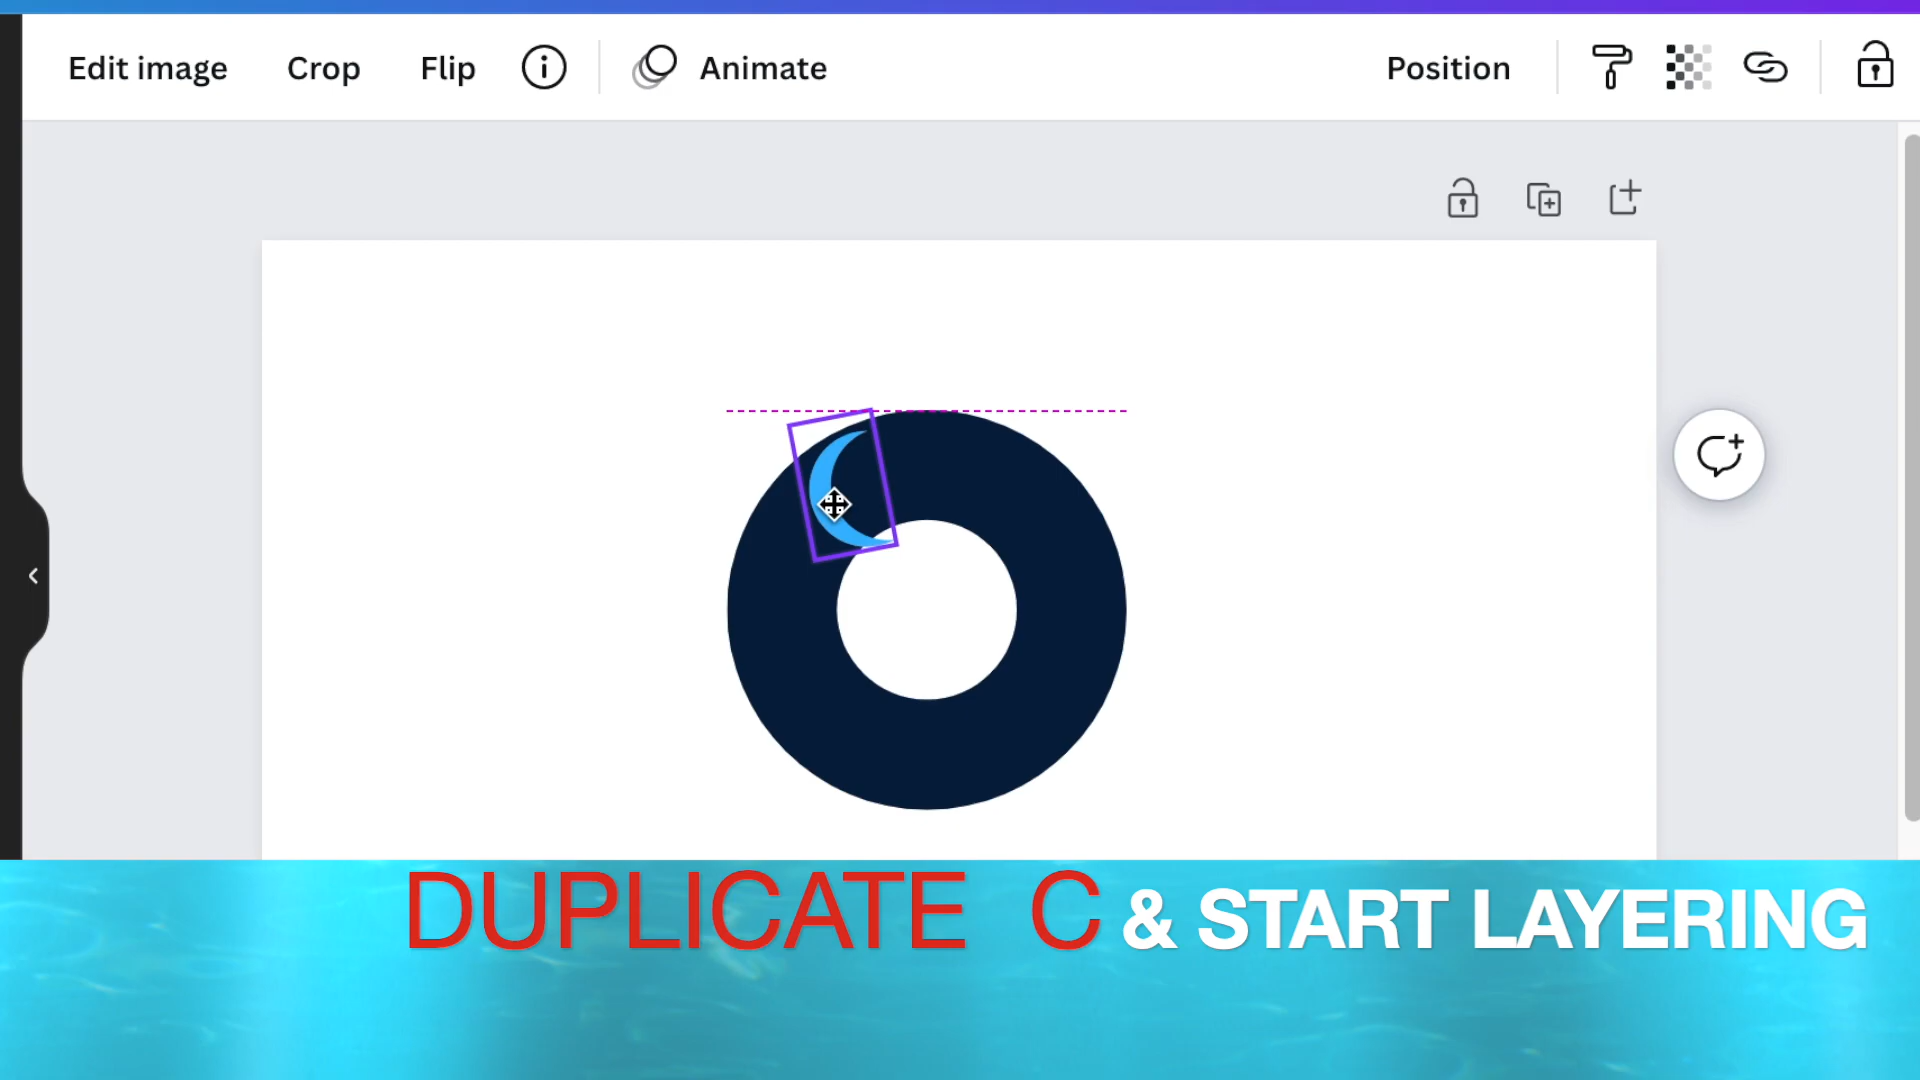 Edit image Crop Flip Animate Position
DUPLICATE C & START LAYERING